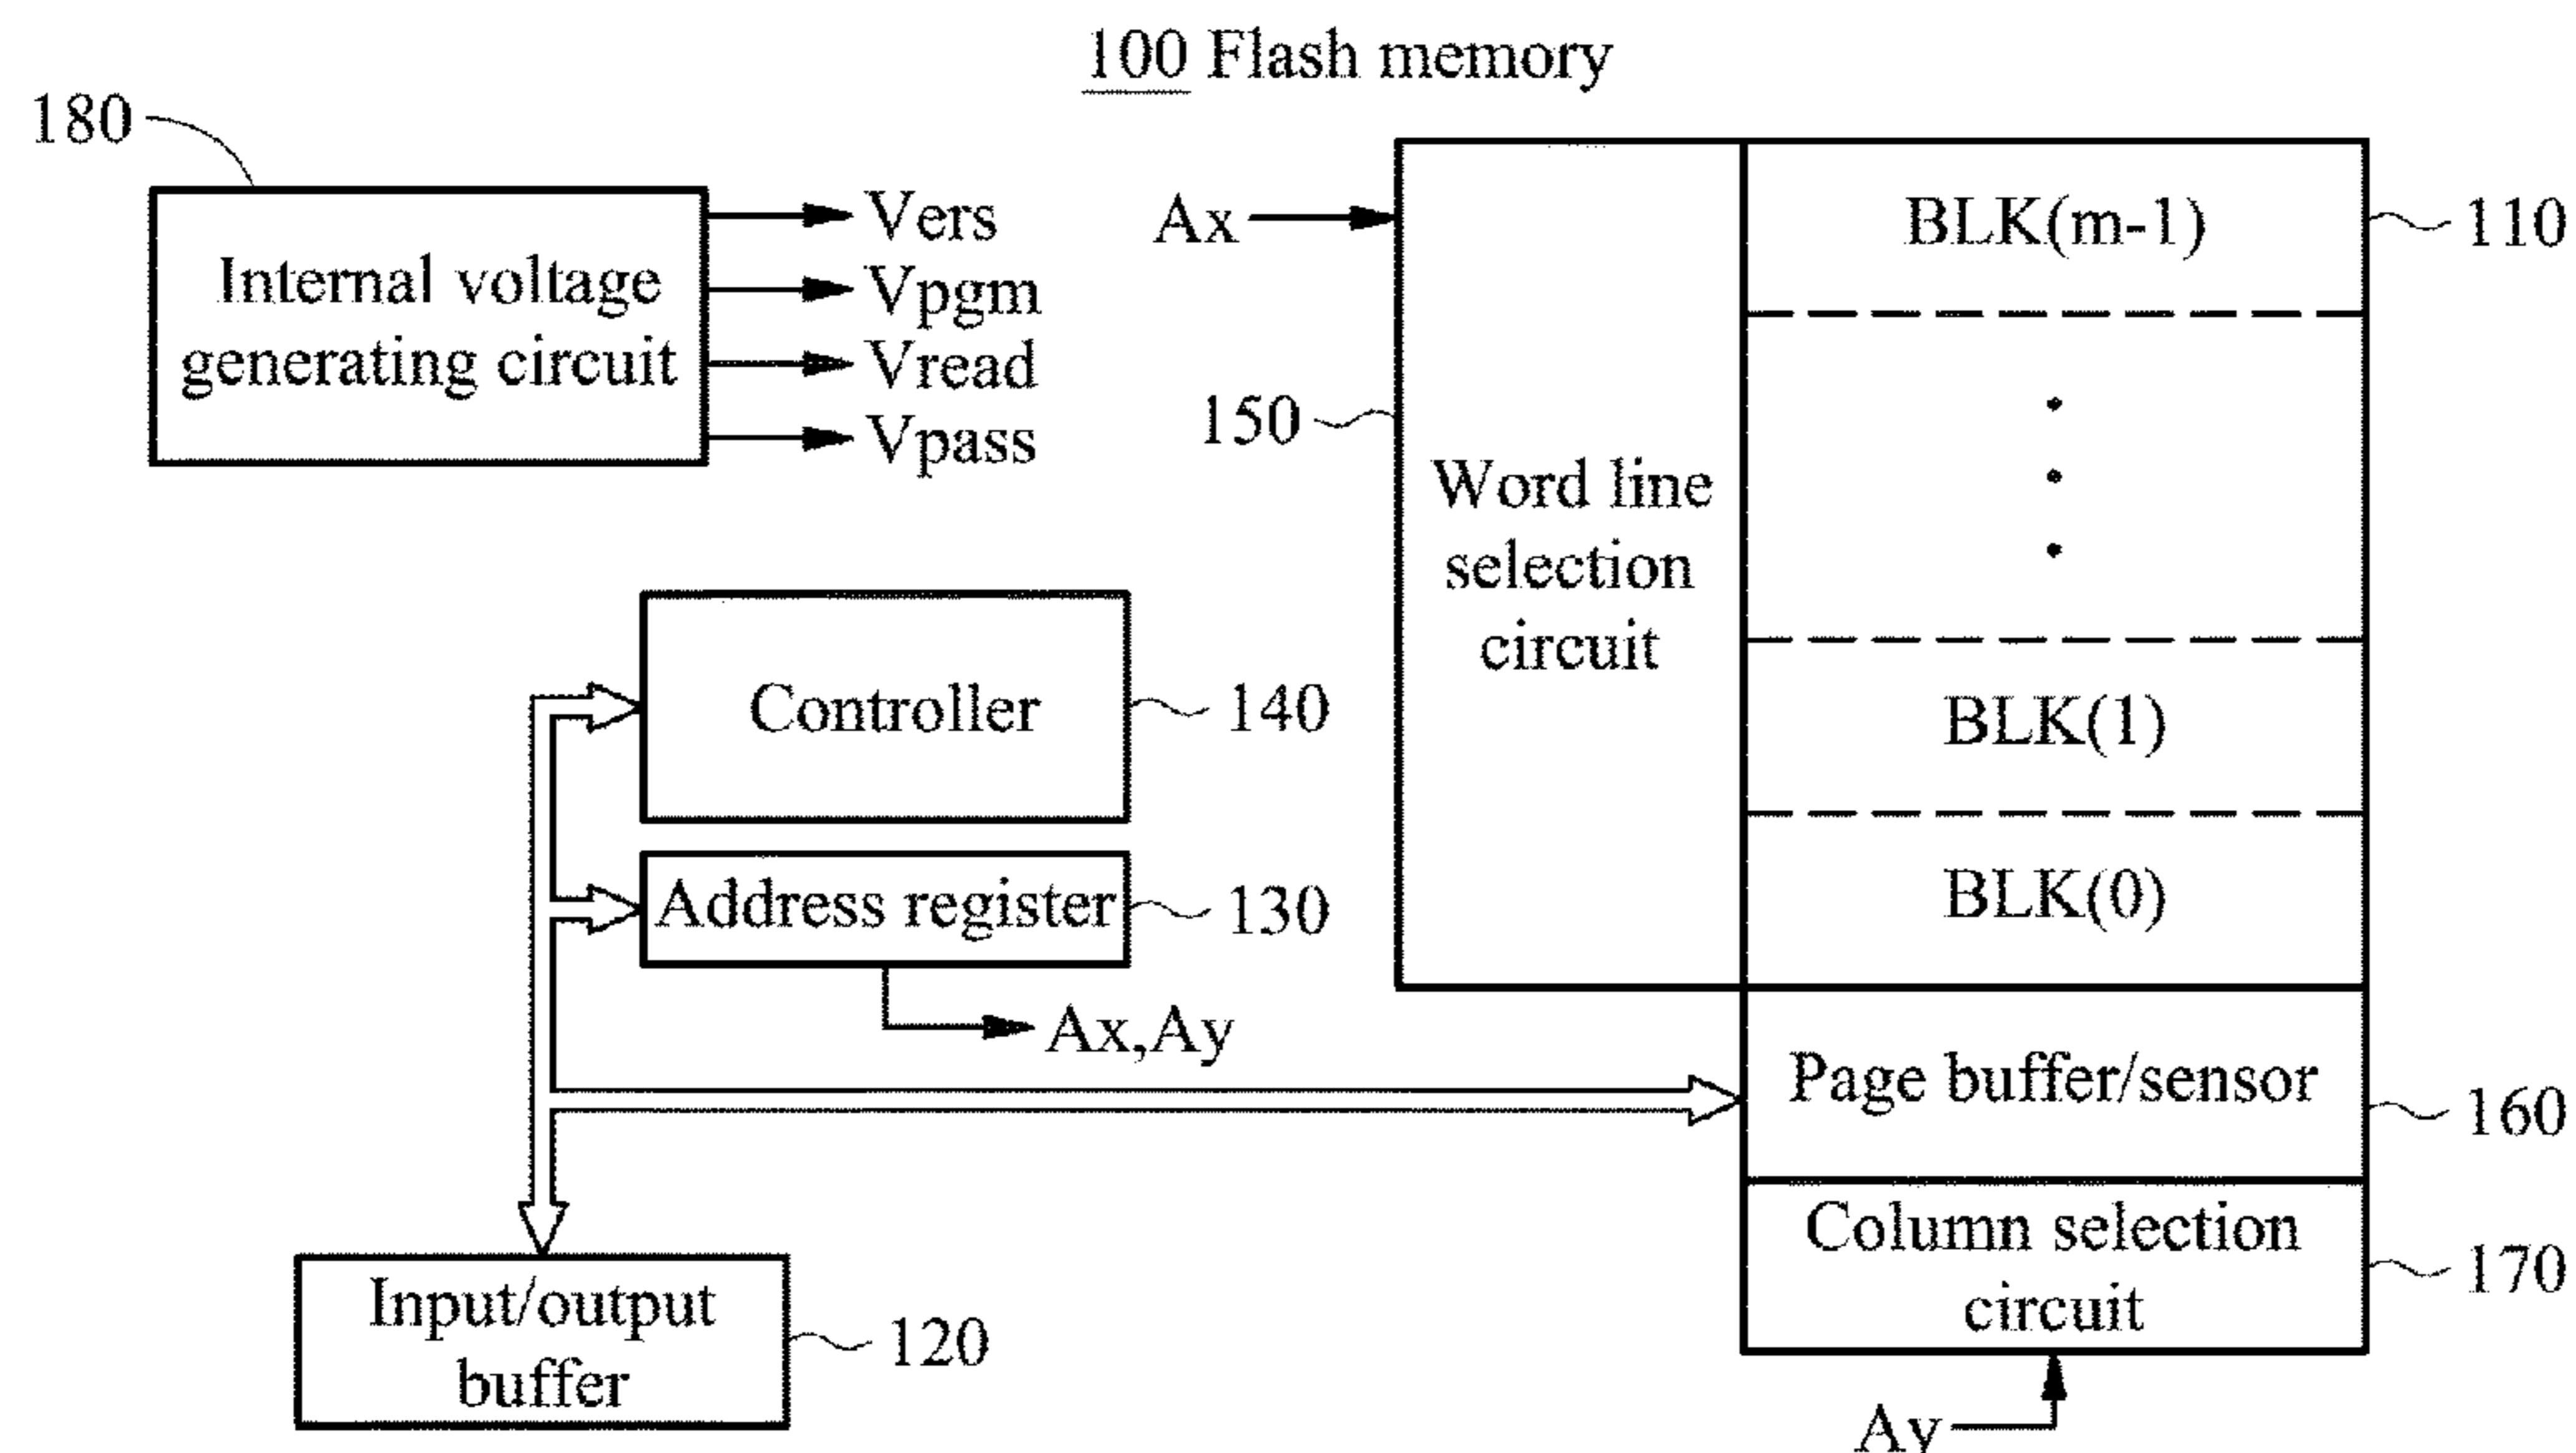 100 Flash memory
180
Internal voltage
generating circuit
Vers
Vpgm
Vread
Vpass
Ax
150
Word line
selection
circuit
BLK(m-1)
110
BLK(1)
BLK(0)
Controller
140
Address register
130
Ax,Ay
Page buffer/sensor
160
Column selection
circuit
170
Input/output
buffer
120
Ay